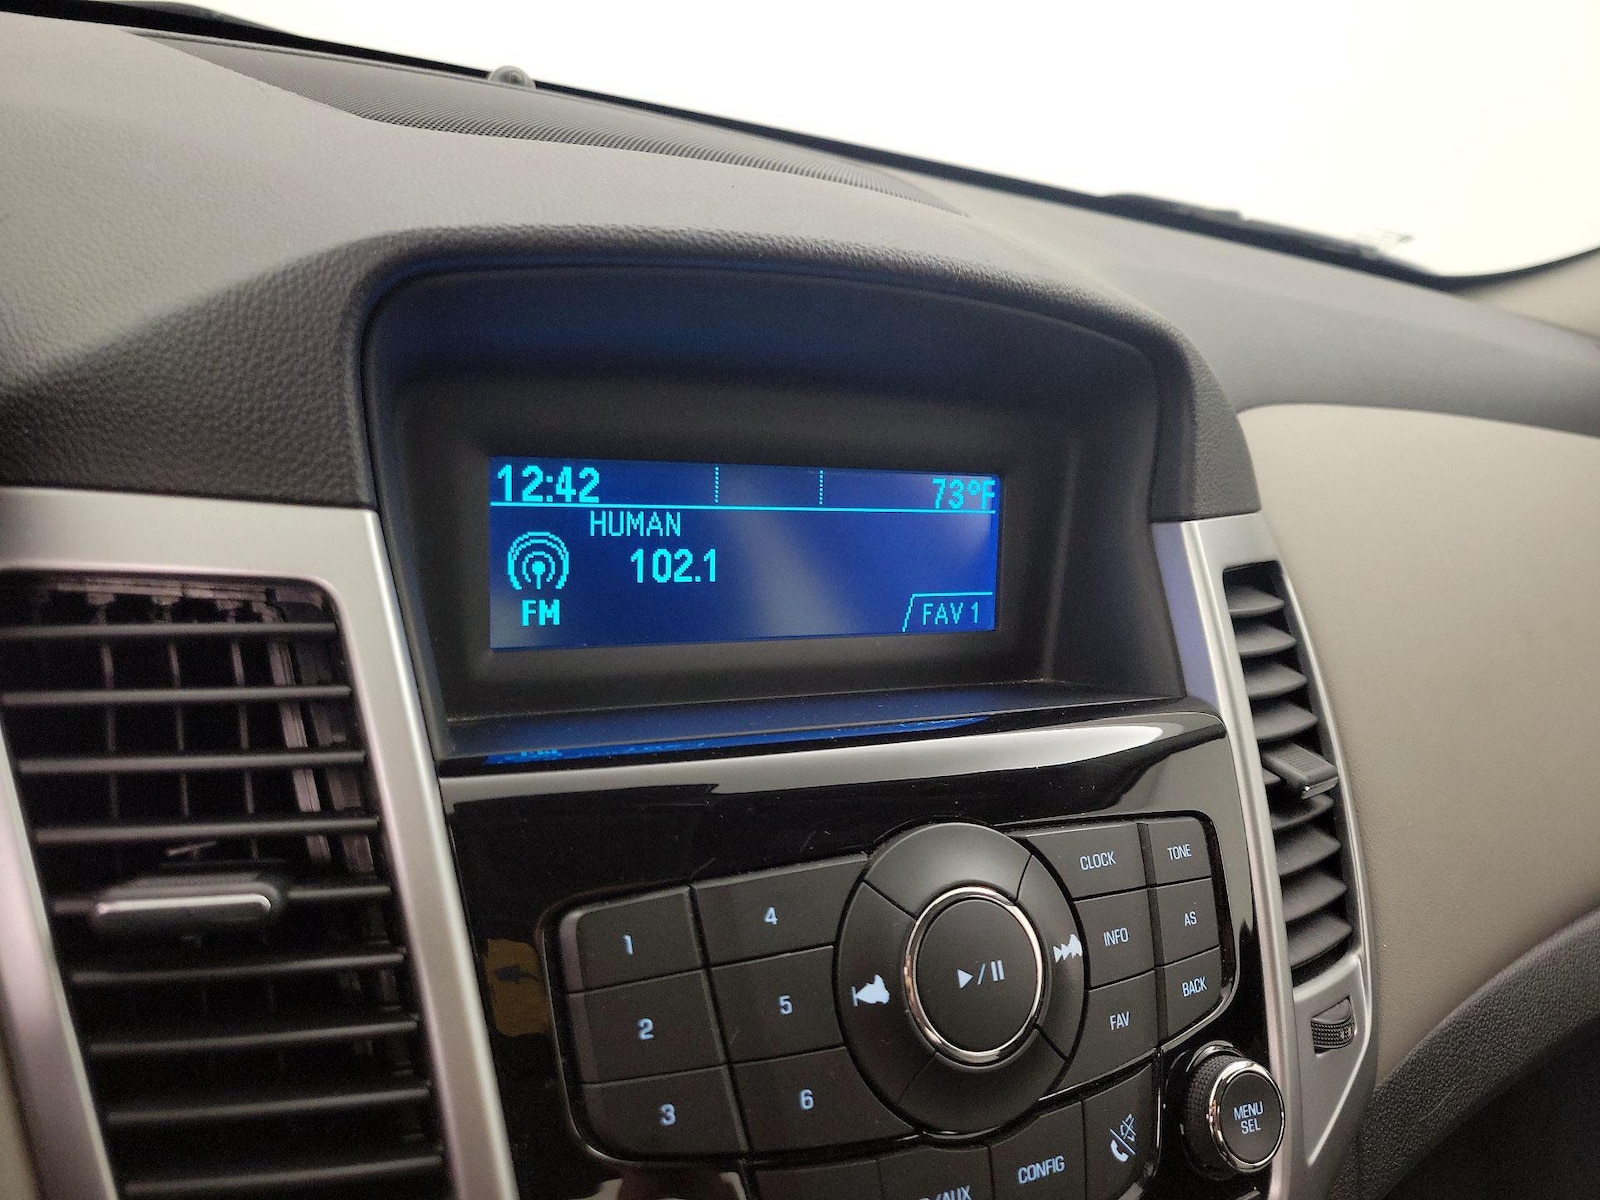 12:42 73°F
HUMAN
102.1
FM
FAV 1
CLOCK TONE
1 4
INFO AS
2 5
FAV BACK
3 6
MENU
SEL
CONFIG
/AUX